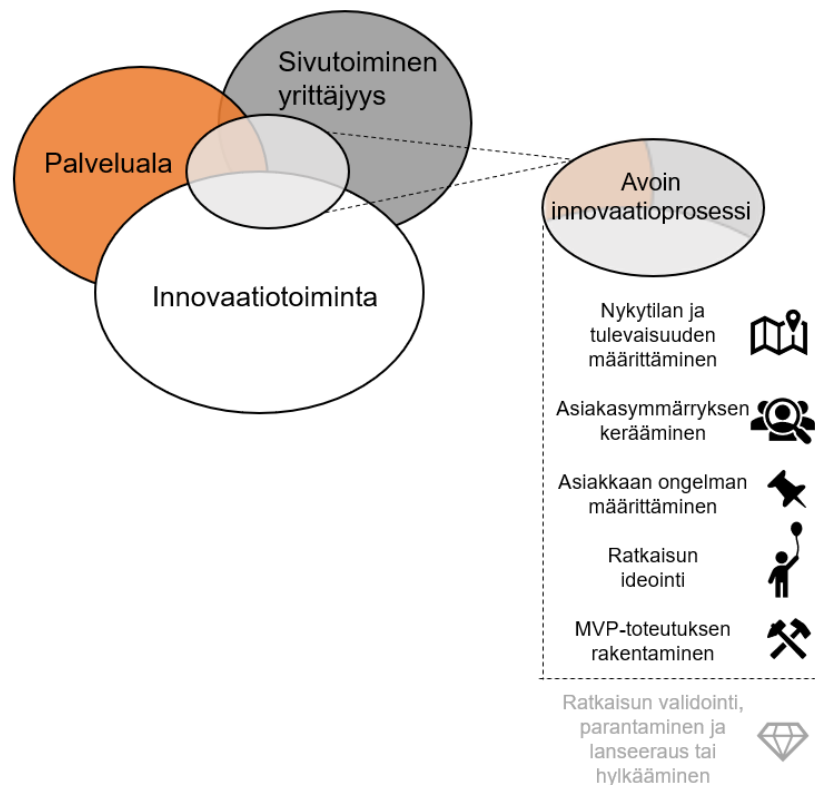 Sivutoiminen
yrittäjyys
Palveluala
Innovaatiotoiminta
Avoin
innovaatioprosessi
Nykytilan ja
tulevaisuuden
määrittäminen
Asiakasymmärryksen
kerääminen
Asiakkaan ongelman
määrittäminen
Ratkaisun
ideointi
MVP-toteutuksen
rakentaminen
Ratkaisun validointi,
parantaminen ja
lanseeraus tai
hylkääminen